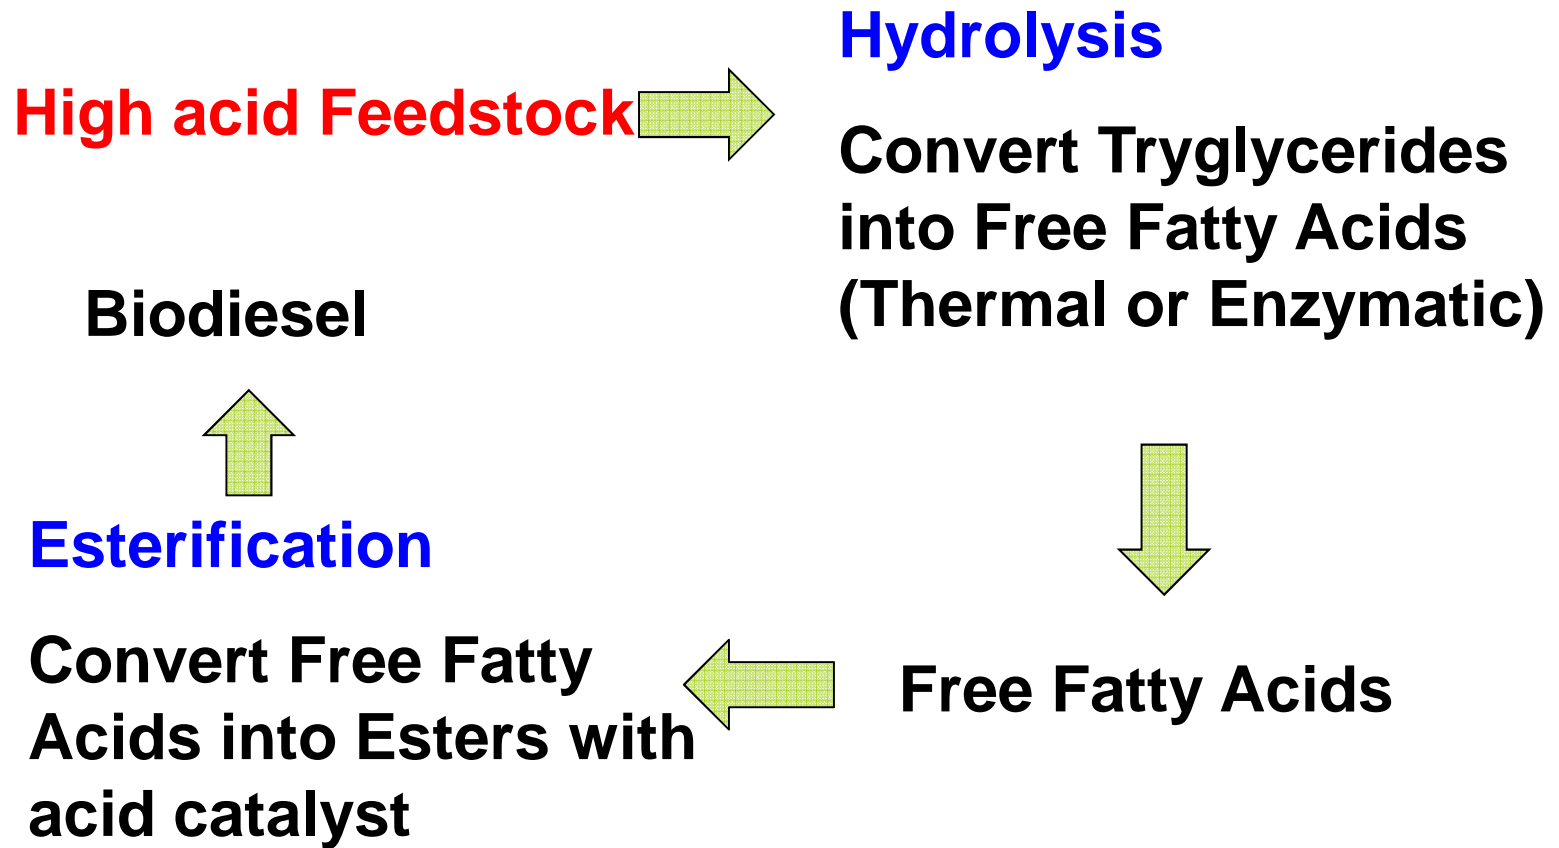 High acid Feedstock
Hydrolysis
Convert Tryglycerides
into Free Fatty Acids
(Thermal or Enzymatic)
Free Fatty Acids
Esterification
Convert Free Fatty
Acids into Esters with
acid catalyst
Biodiesel